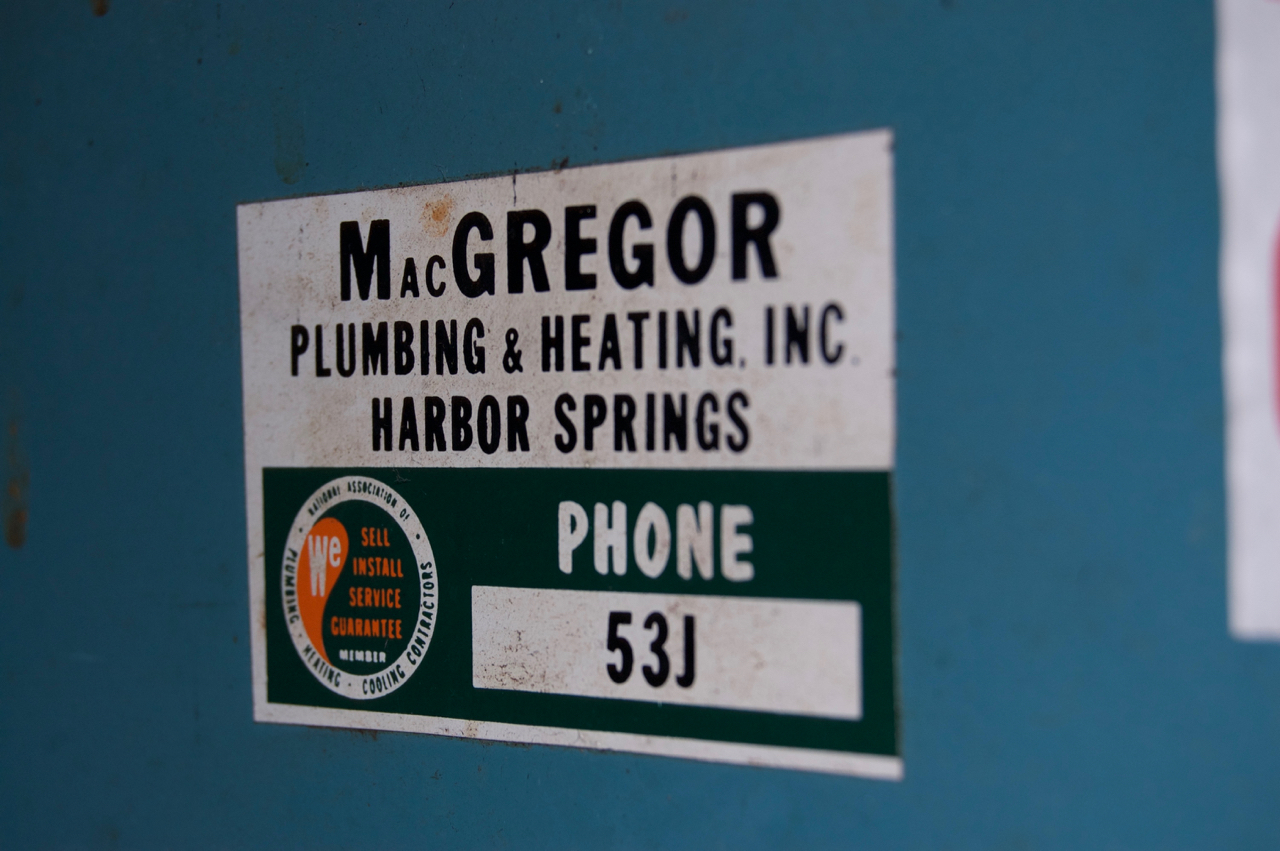 MacGREGOR
PLUMBING & HEATING, INC.
HARBOR SPRINGS
NATIONAL ASSOCIATION OF
PLUMBING · HEATING · COOLING CONTRACTORS
We
SELL
INSTALL
SERVICE
GUARANTEE
MEMBER
PHONE
53J